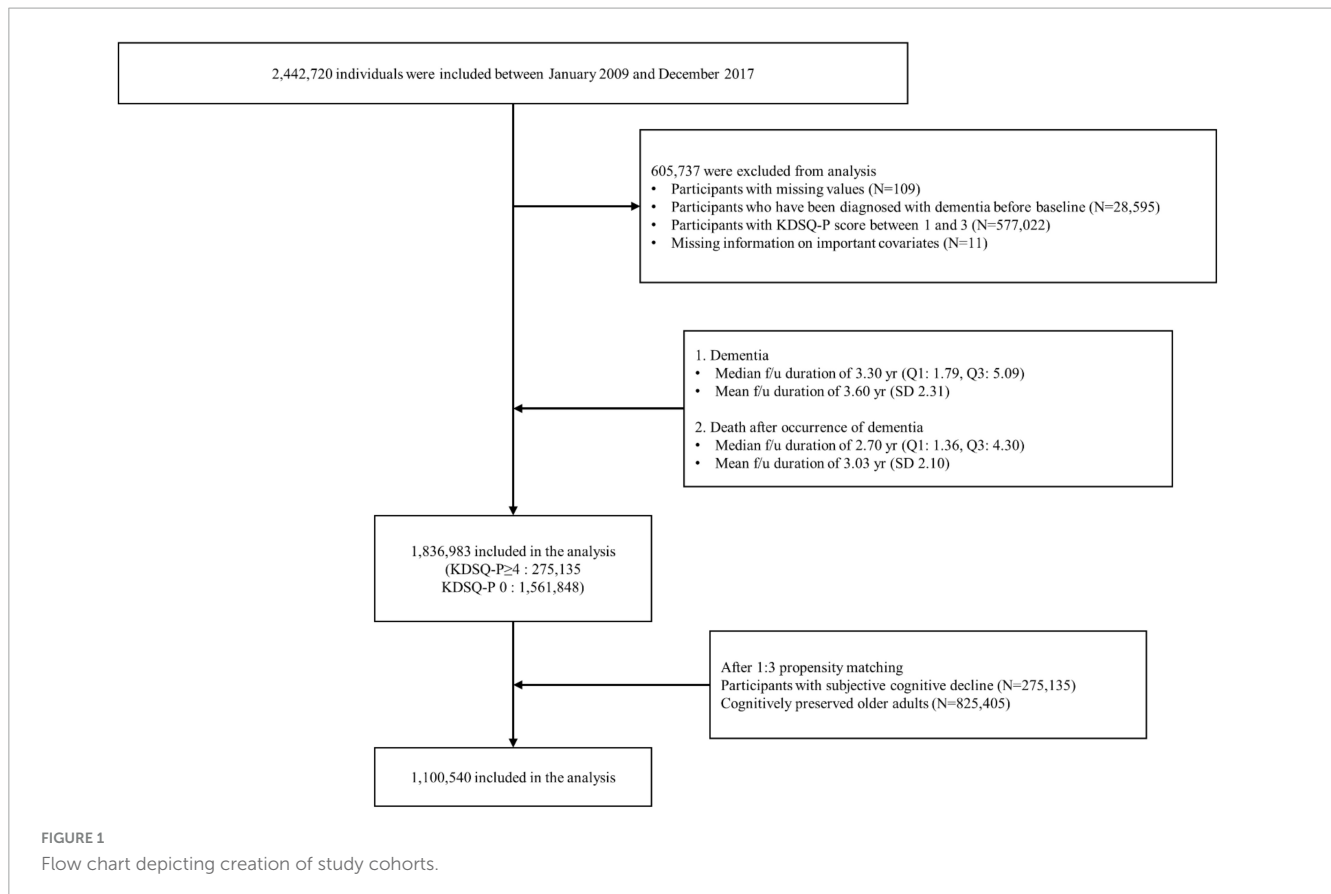 2,442,720 individuals were included between January 2009 and December 2017
605,737 were excluded from analysis
• Participants with missing values (N=109)
• Participants who have been diagnosed with dementia before baseline (N=28,595)
• Participants with KDSQ-P score between 1 and 3 (N=577,022)
• Missing information on important covariates (N=11)
1. Dementia
• Median f/u duration of 3.30 yr (Q1: 1.79, Q3: 5.09)
• Mean f/u duration of 3.60 yr (SD 2.31)
2. Death after occurrence of dementia
• Median f/u duration of 2.70 yr (Q1: 1.36, Q3: 4.30)
• Mean f/u duration of 3.03 yr (SD 2.10)
1,836,983 included in the analysis
(KDSQ-P≥4 : 275,135
KDSQ-P 0 : 1,561,848)
After 1:3 propensity matching
Participants with subjective cognitive decline (N=275,135)
Cognitively preserved older adults (N=825,405)
1,100,540 included in the analysis
FIGURE 1
Flow chart depicting creation of study cohorts.